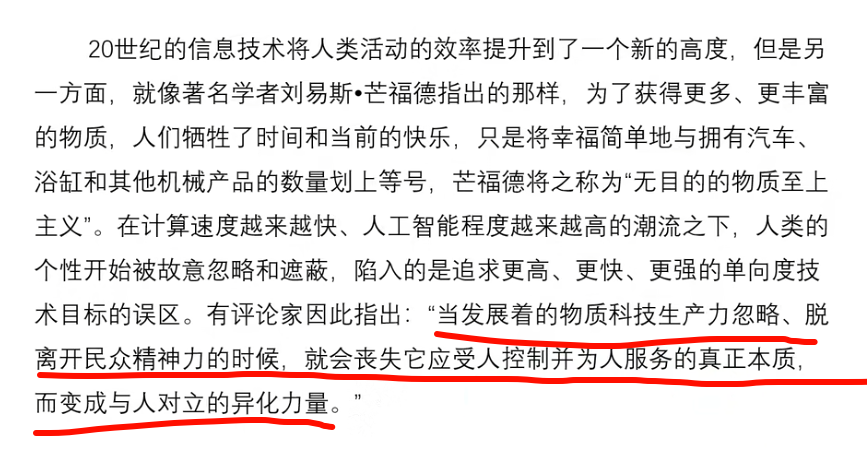 20世纪的信息技术将人类活动的效率提升到了一个新的高度，但是另
一方面，就像著名学者刘易斯•芒福德指出的那样，为了获得更多、更丰富
的物质，人们牺牲了时间和当前的快乐，只是将幸福简单地与拥有汽车、
浴缸和其他机械产品的数量划上等号，芒福德将之称为“无目的的物质至上
主义”。在计算速度越来越快、人工智能程度越来越高的潮流之下，人类的
个性开始被故意忽略和遮蔽，陷入的是追求更高、更快、更强的单向度技
术目标的误区。有评论家因此指出：“当发展着的物质科技生产力忽略、脱
离开民众精神力的时候，就会丧失它应受人控制并为人服务的真正本质，
而变成与人对立的异化力量。”